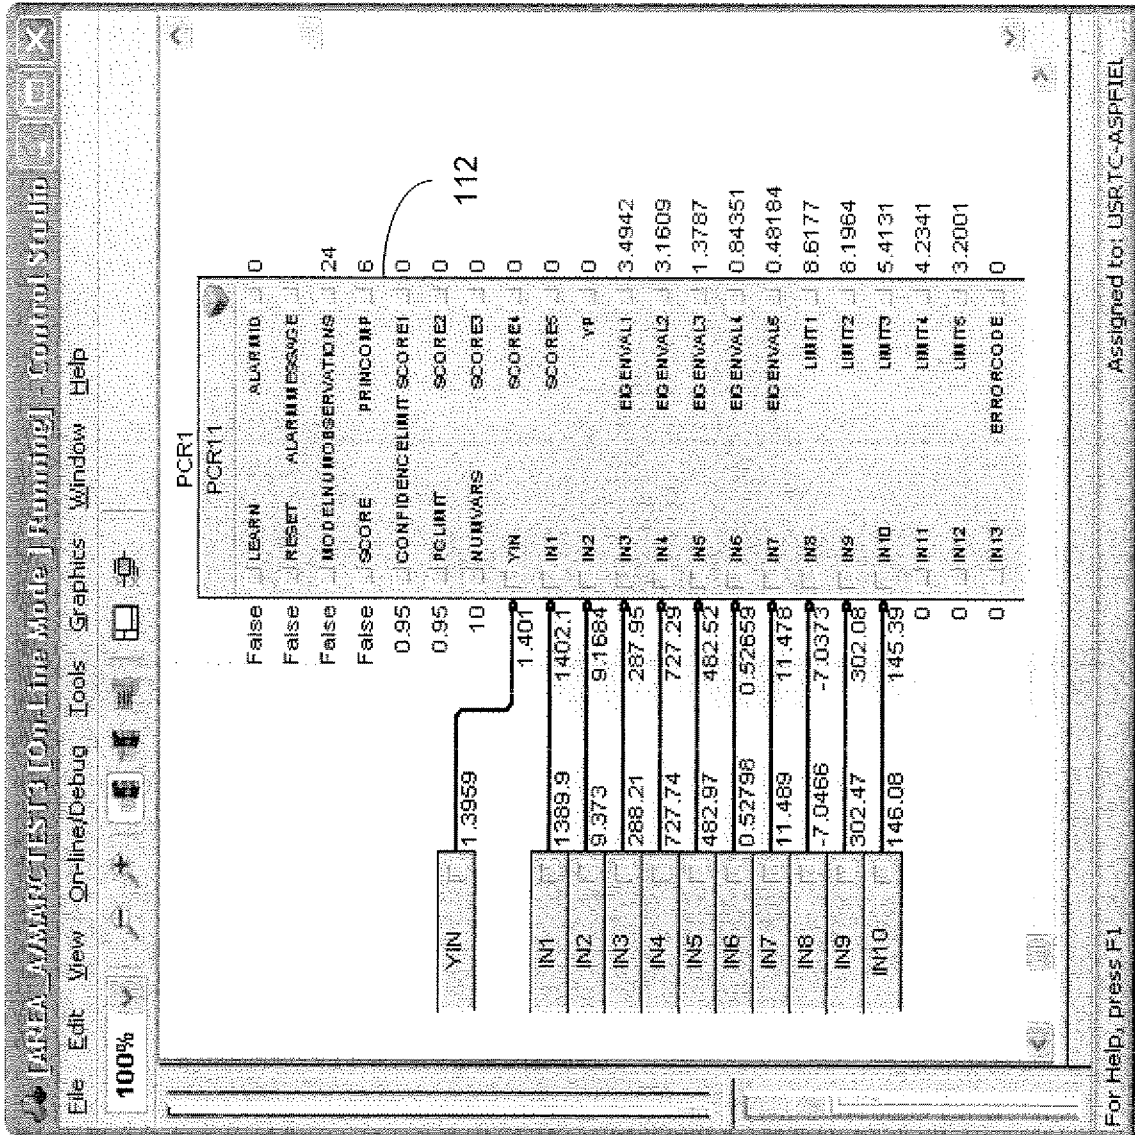 [AREA_A/MARCTEST3 [On-Line Mode] Running] - Control Studio
File Edit View On-line/Debug Tools Graphics Window Help
100%
PCR1
PCR11
False LEARN ALARMID 0
False RESET ALARMMESSAGE
False MODELNUMOBSERVATIONS 24
False SCORE PRINCOMP 6
0.95 CONFIDENCELIMIT SCORE1 0
0.95 PCLIMIT SCORE2 0
10 NUMVARS SCORE3 0
YIN 1.3959 1.401 YIN SCORE4 0
IN1 1389.9 1402.1 IN1 SCORE5 0
IN2 9.373 9.1684 IN2 YP 0
IN3 288.21 287.95 IN3 EIGENVAL1 3.4942
IN4 727.74 727.29 IN4 EIGENVAL2 3.1609
IN5 482.97 482.52 IN5 EIGENVAL3 1.3787
IN6 0.52798 0.52659 IN6 EIGENVAL4 0.84351
IN7 11.489 11.478 IN7 EIGENVAL5 0.48184
IN8 -7.0466 -7.0373 IN8 LIMIT1 8.6177
IN9 302.47 302.08 IN9 LIMIT2 8.1964
IN10 146.08 145.39 IN10 LIMIT3 5.4131
0 IN11 LIMIT4 4.2341
0 IN12 LIMIT5 3.2001
0 IN13 ERRORCODE 0
112
For Help, press F1 Assigned to: USRTC-ASPFIEL